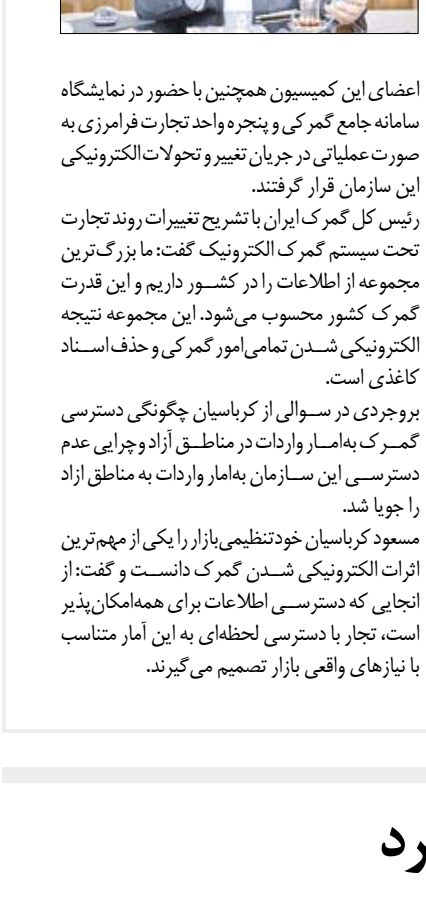 اعضای این کمیسیون همچنین با حضور در نمایشگاه
سامانه جامع گمرکی و پنجره واحد تجارت فرامرزی به
صورت عملیاتی در جریان تغییر و تحولات الکترونیکی
این سازمان قرار گرفتند.
رئیس کل گمرک ایران با تشریح تغییرات روند تجارت
تحت سیستم گمرک الکترونیک گفت: ما بزرگ‌ترین
مجموعه از اطلاعات را در کشور داریم و این قدرت
گمرک کشور محسوب می‌شود. این مجموعه نتیجه
الکترونیکی شدن تمامی امور گمرکی و حذف اسناد
کاغذی است.
بروجردی در سوالی از کرباسیان چگونگی دسترسی
گمرک به‌امار واردات در مناطق آزاد و چرایی عدم
دسترسی این سازمان به‌امار واردات به مناطق ازاد
را جویا شد.
مسعود کرباسیان خودتنظیمی بازار را یکی از مهم‌ترین
اثرات الکترونیکی شدن گمرک دانست و گفت: از
انجایی که دسترسی اطلاعات برای همه‌امکان‌پذیر
است، تجار با دسترسی لحظه‌ای به این آمار متناسب
با نیازهای واقعی بازار تصمیم می‌گیرند.
رد